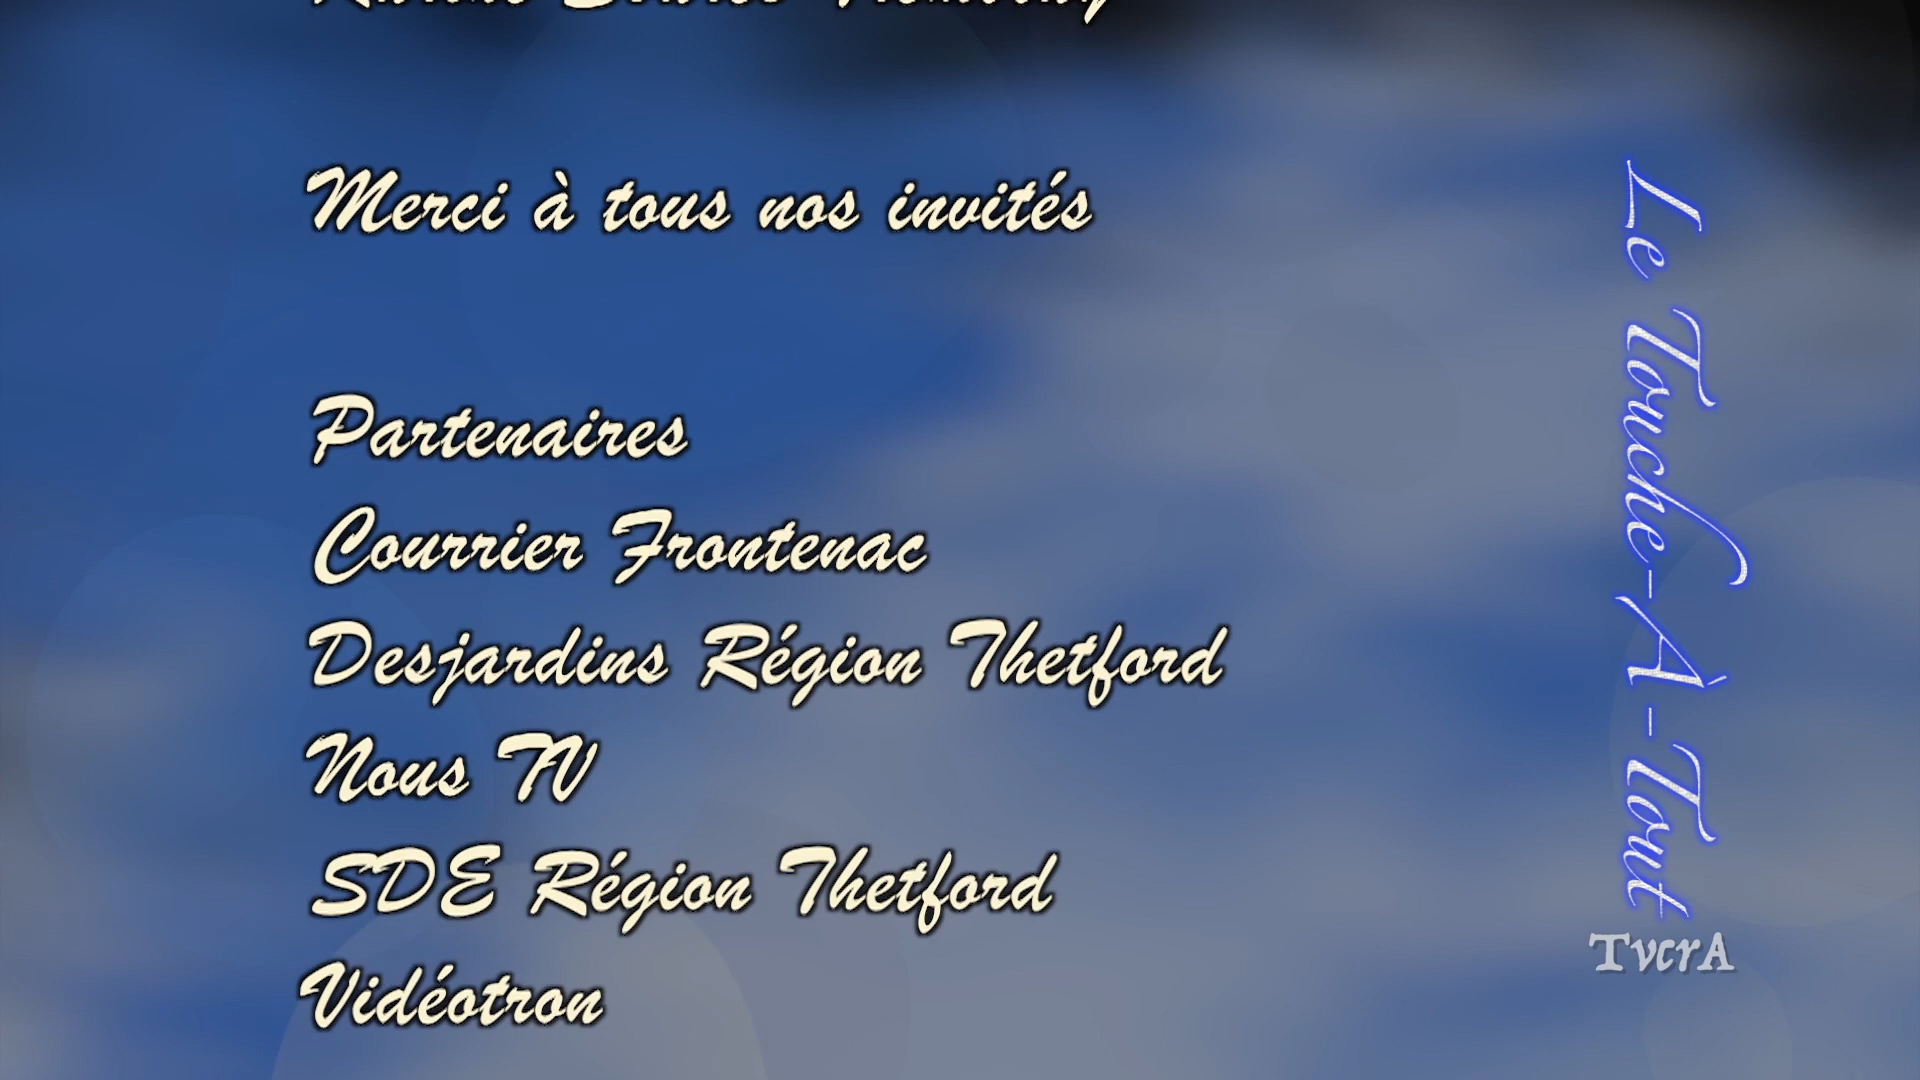 Merci à tous nos invités
Partenaires
Courrier Frontenac
Desjardins Région Thetford
Nous TV
SDE Région Thetford
Vidéotron
Le Touche-À-Tout
TvcrA